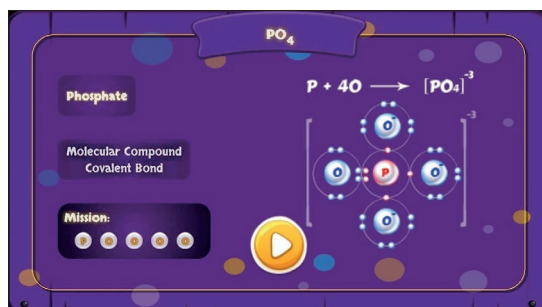 PO₄
Phosphate
P + 4O ⟶ [PO₄]⁻³
Molecular Compound
Covalent Bond
Mission:
P O O O O
-3
O⁻
O P O⁻
O⁻